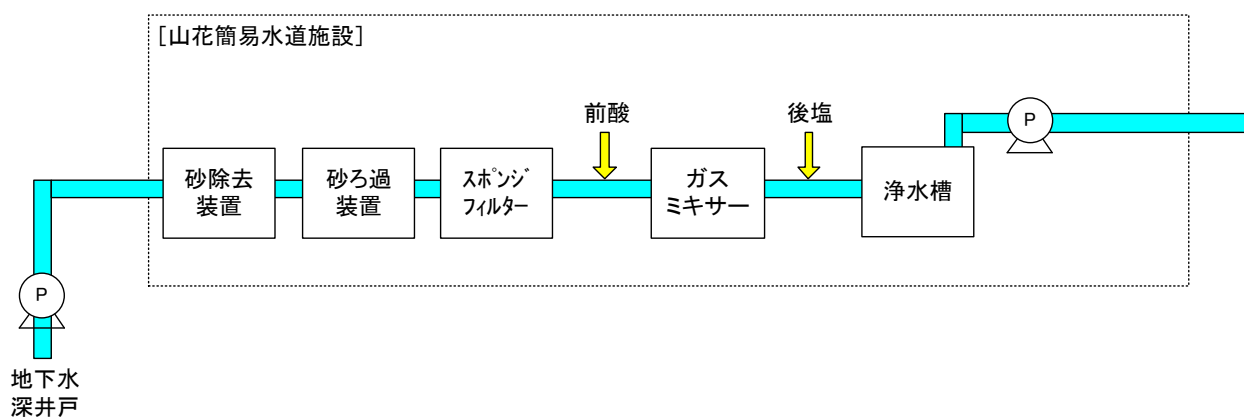 [山花簡易水道施設]
P
前酸
後塩
砂除去
装置
砂ろ過
装置
スポンジ
フィルター
ガス
ミキサー
浄水槽
P
地下水
深井戸